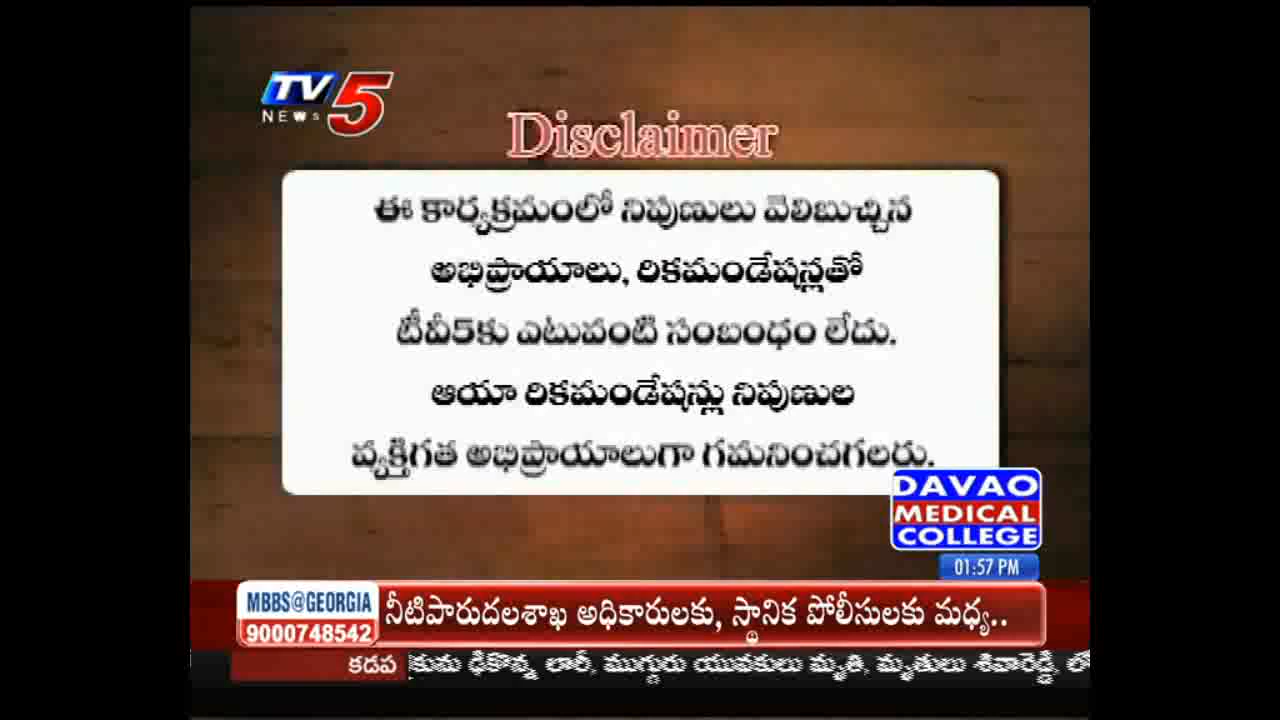 TV5
NEWS
Disclaimer
ఈ కార్యక్రమంలో నిపుణులు వెలిబుచ్చిన
అభిప్రాయాలు, రికమండేషన్లతో
టీవీ5కు ఎటువంటి సంబంధం లేదు.
ఆయా రికమండేషన్లు నిపుణుల
వ్యక్తిగత అభిప్రాయాలుగా గమనించగలరు.
DAVAO
MEDICAL
COLLEGE
01:57 PM
MBBS@GEORGIA
9000748542
నీటిపారుదలశాఖ అధికారులకు, స్థానిక పోలీసులకు మధ్య..
కడప
ఢీకొన్న లారీ, ముగ్గురు యువకులు మృతి, మృతులు శివారెడ్డి,